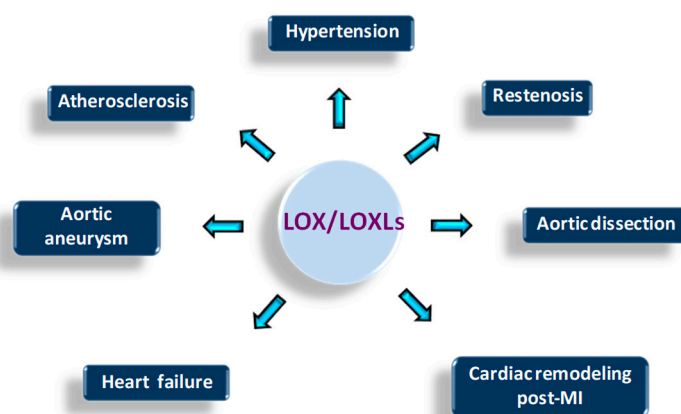 Hypertension
Atherosclerosis
Restenosis
Aortic
aneurysm
LOX/LOXLs
Aortic dissection
Heart failure
Cardiac remodeling
post-MI